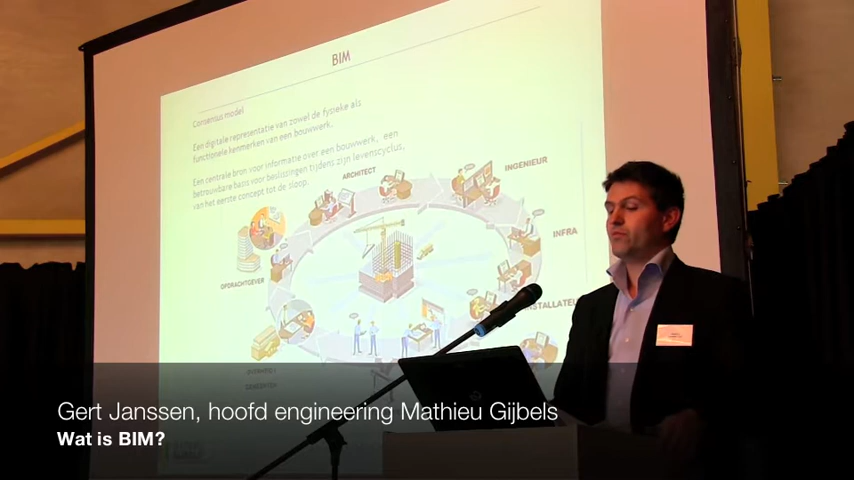 BIM
Consensus model
Een digitale representatie van zowel de fysieke als
functionele kenmerken van een bouwwerk.
Een centrale bron voor informatie over een bouwwerk, een
betrouwbare basis voor beslissingen tijdens zijn levenscyclus,
van het eerste concept tot de sloop.
ARCHITECT
INGENIEUR
INFRA
OPDRACHTGEVER
Gert Janssen, hoofd engineering Mathieu Gijbels
Wat is BIM?